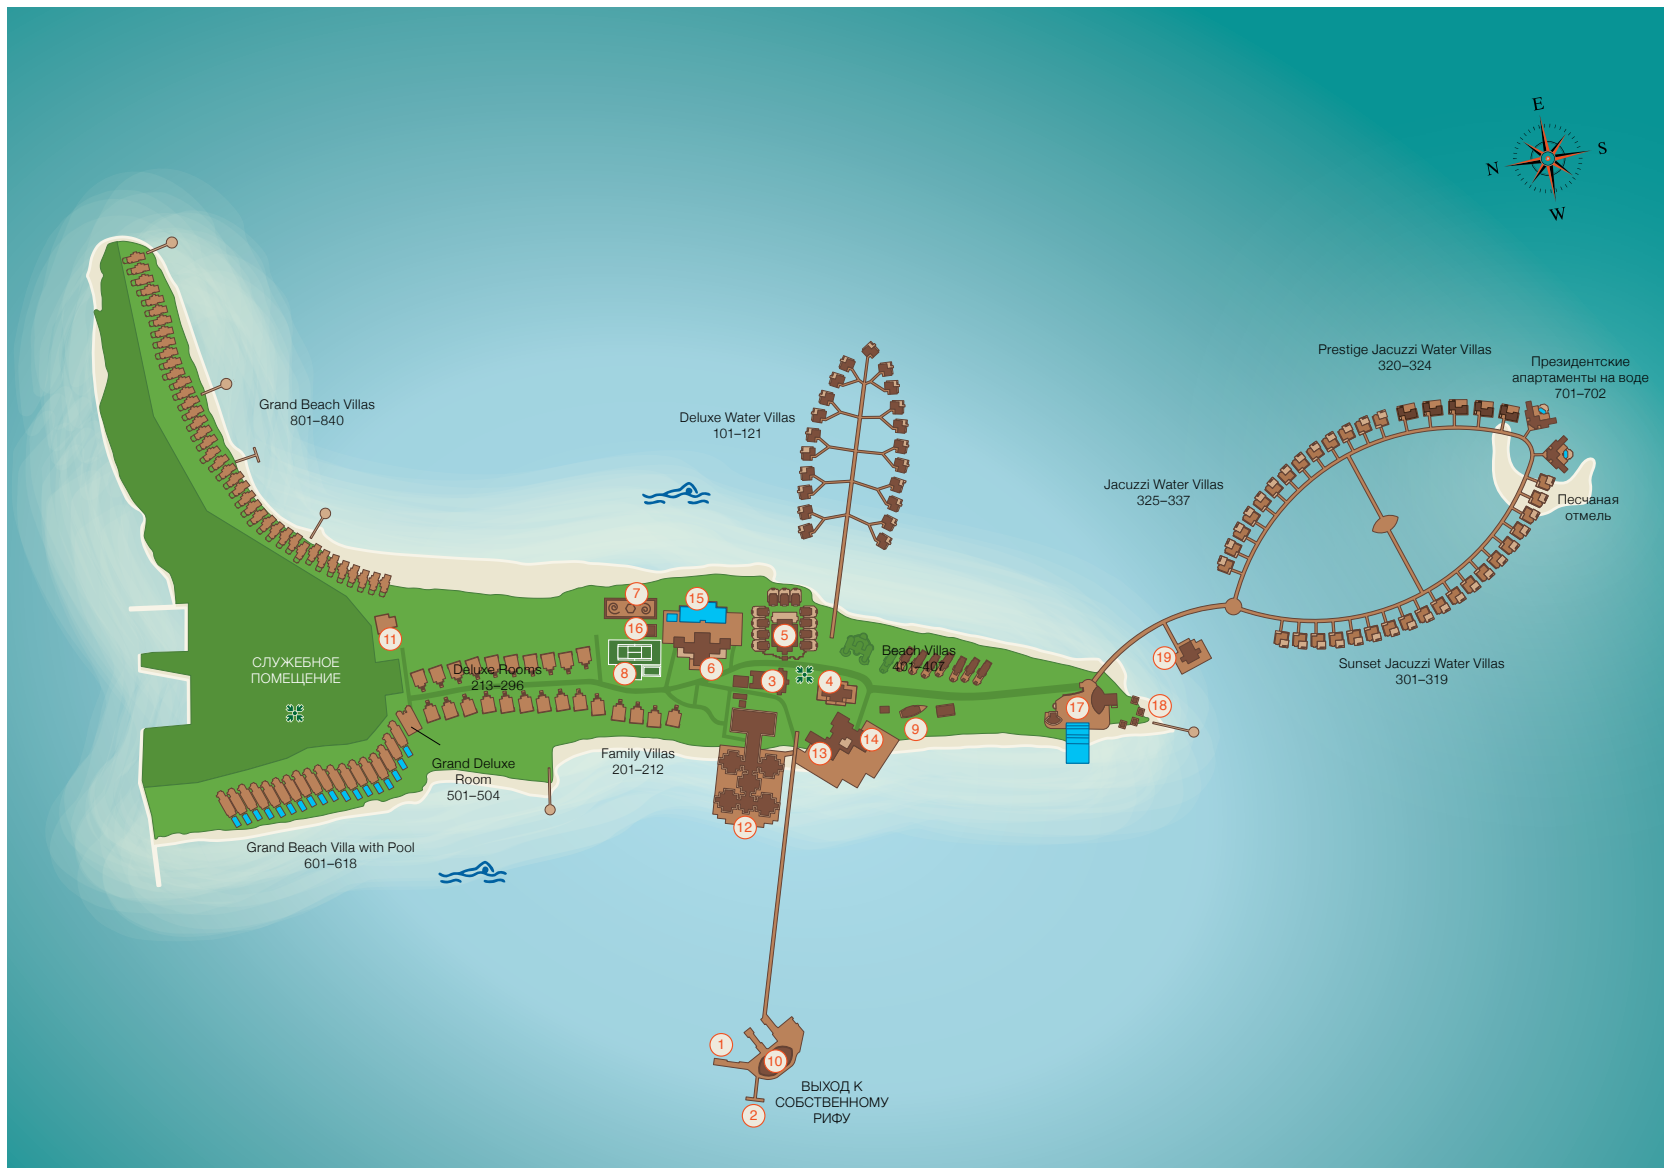 E
N
S
W
Prestige Jacuzzi Water Villas
320–324
Президентские
апартаменты на воде
701–702
Grand Beach Villas
801–840
Deluxe Water Villas
101–121
Jacuzzi Water Villas
325–337
Песчаная
отмель
7
15
16
11
5
8
6
СЛУЖЕБНОЕ
ПОМЕЩЕНИЕ
Deluxe Rooms
213–296
3
4
Beach Villas
401–407
19
Sunset Jacuzzi Water Villas
301–319
17
18
9
14
13
Grand Deluxe
Room
501–504
Family Villas
201–212
12
Grand Beach Villa with Pool
601–618
1
10
2
ВЫХОД К
СОБСТВЕННОМУ
РИФУ